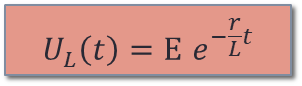 U_L(t) = E e^{-\frac{r}{L}t}